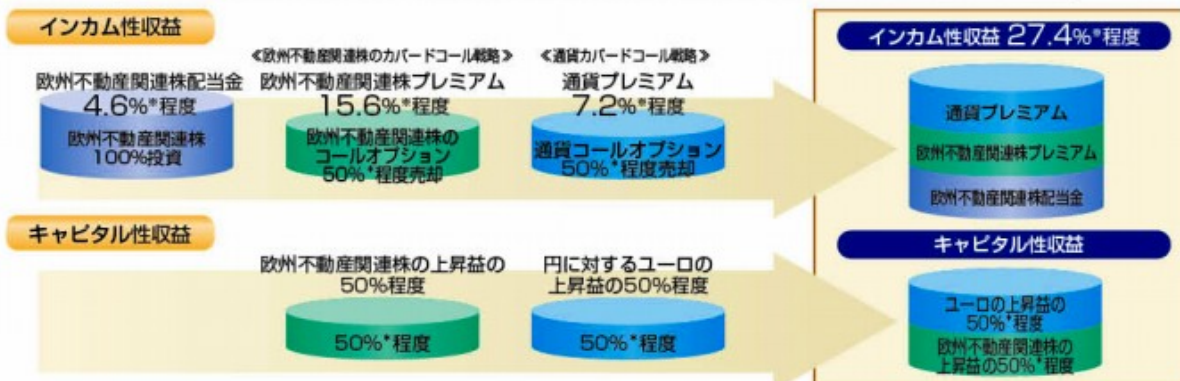 インカム性収益
欧州不動産関連株配当金
4.6%*程度
欧州不動産関連株
100%投資
≪欧州不動産関連株のカバードコール戦略≫
欧州不動産関連株プレミアム
15.6%*程度
欧州不動産関連株の
コールオプション
50%*程度売却
≪通貨カバードコール戦略≫
通貨プレミアム
7.2%*程度
通貨コールオプション
50%*程度売却
インカム性収益 27.4%*程度
通貨プレミアム
欧州不動産関連株プレミアム
欧州不動産関連株配当金
キャピタル性収益
欧州不動産関連株の上昇益の
50%程度
50%*程度
円に対するユーロの
上昇益の50%程度
50%*程度
キャピタル性収益
ユーロの上昇益の
50%*程度
欧州不動産関連株の
上昇益の50%*程度